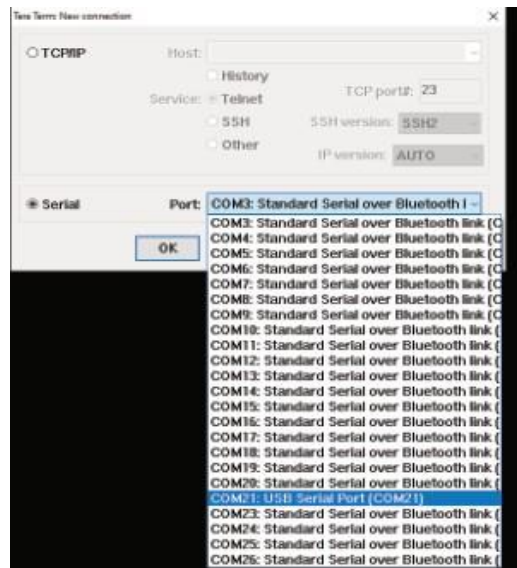 Tera Term: New connection
TCP/IP Host:
History
Service: Telnet TCP port#: 23
SSH SSH version: SSH2
Other IP version: AUTO
Serial Port: COM3: Standard Serial over Bluetooth l
OK
COM3: Standard Serial over Bluetooth link (C
COM4: Standard Serial over Bluetooth link (C
COM5: Standard Serial over Bluetooth link (C
COM6: Standard Serial over Bluetooth link (C
COM7: Standard Serial over Bluetooth link (C
COM8: Standard Serial over Bluetooth link (C
COM9: Standard Serial over Bluetooth link (C
COM10: Standard Serial over Bluetooth link (
COM11: Standard Serial over Bluetooth link (
COM12: Standard Serial over Bluetooth link (
COM13: Standard Serial over Bluetooth link (
COM14: Standard Serial over Bluetooth link (
COM15: Standard Serial over Bluetooth link (
COM16: Standard Serial over Bluetooth link (
COM17: Standard Serial over Bluetooth link (
COM18: Standard Serial over Bluetooth link (
COM19: Standard Serial over Bluetooth link (
COM20: Standard Serial over Bluetooth link (
COM21: USB Serial Port (COM21)
COM23: Standard Serial over Bluetooth link (
COM24: Standard Serial over Bluetooth link (
COM25: Standard Serial over Bluetooth link (
COM26: Standard Serial over Bluetooth link (